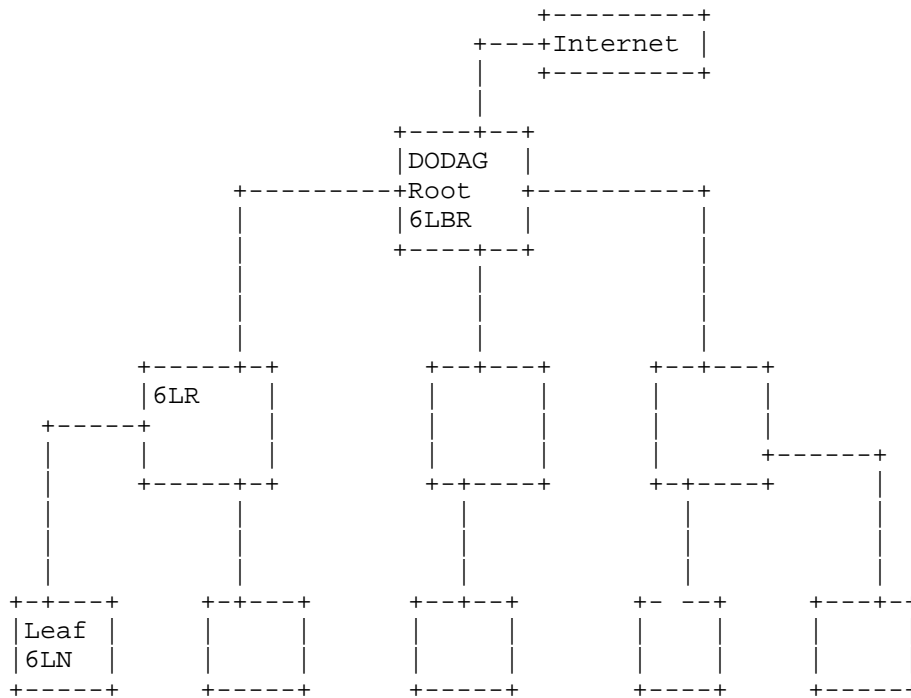 Internet
DODAG
Root
6LBR
6LR
Leaf
6LN